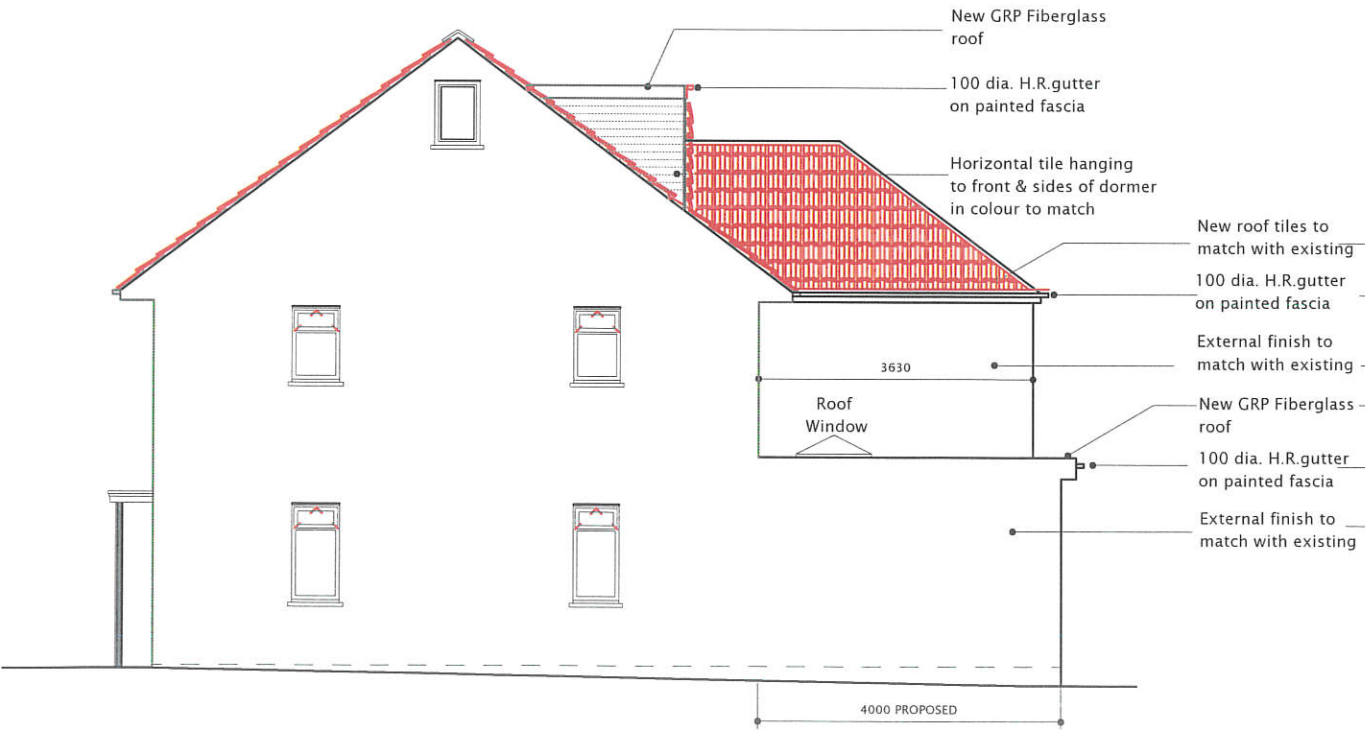 New GRP Fiberglass
roof
100 dia. H.R.gutter
on painted fascia
Horizontal tile hanging
to front & sides of dormer
in colour to match
New roof tiles to
match with existing
100 dia. H.R.gutter
on painted fascia
External finish to
match with existing
3630
Roof
Window
New GRP Fiberglass
roof
100 dia. H.R.gutter
on painted fascia
External finish to
match with existing
4000 PROPOSED